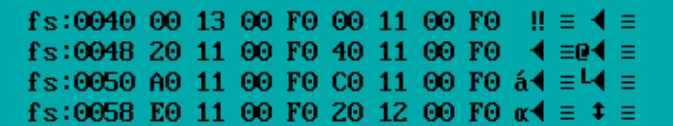 fs:0040 00 13 00 F0 00 11 00 F0  ‼ ≡ ◄ ≡
fs:0048 20 11 00 F0 40 11 00 F0  ◄ ≡@◄ ≡
fs:0050 A0 11 00 F0 C0 11 00 F0 á◄ ≡└◄ ≡
fs:0058 E0 11 00 F0 20 12 00 F0 α◄ ≡ ↕ ≡